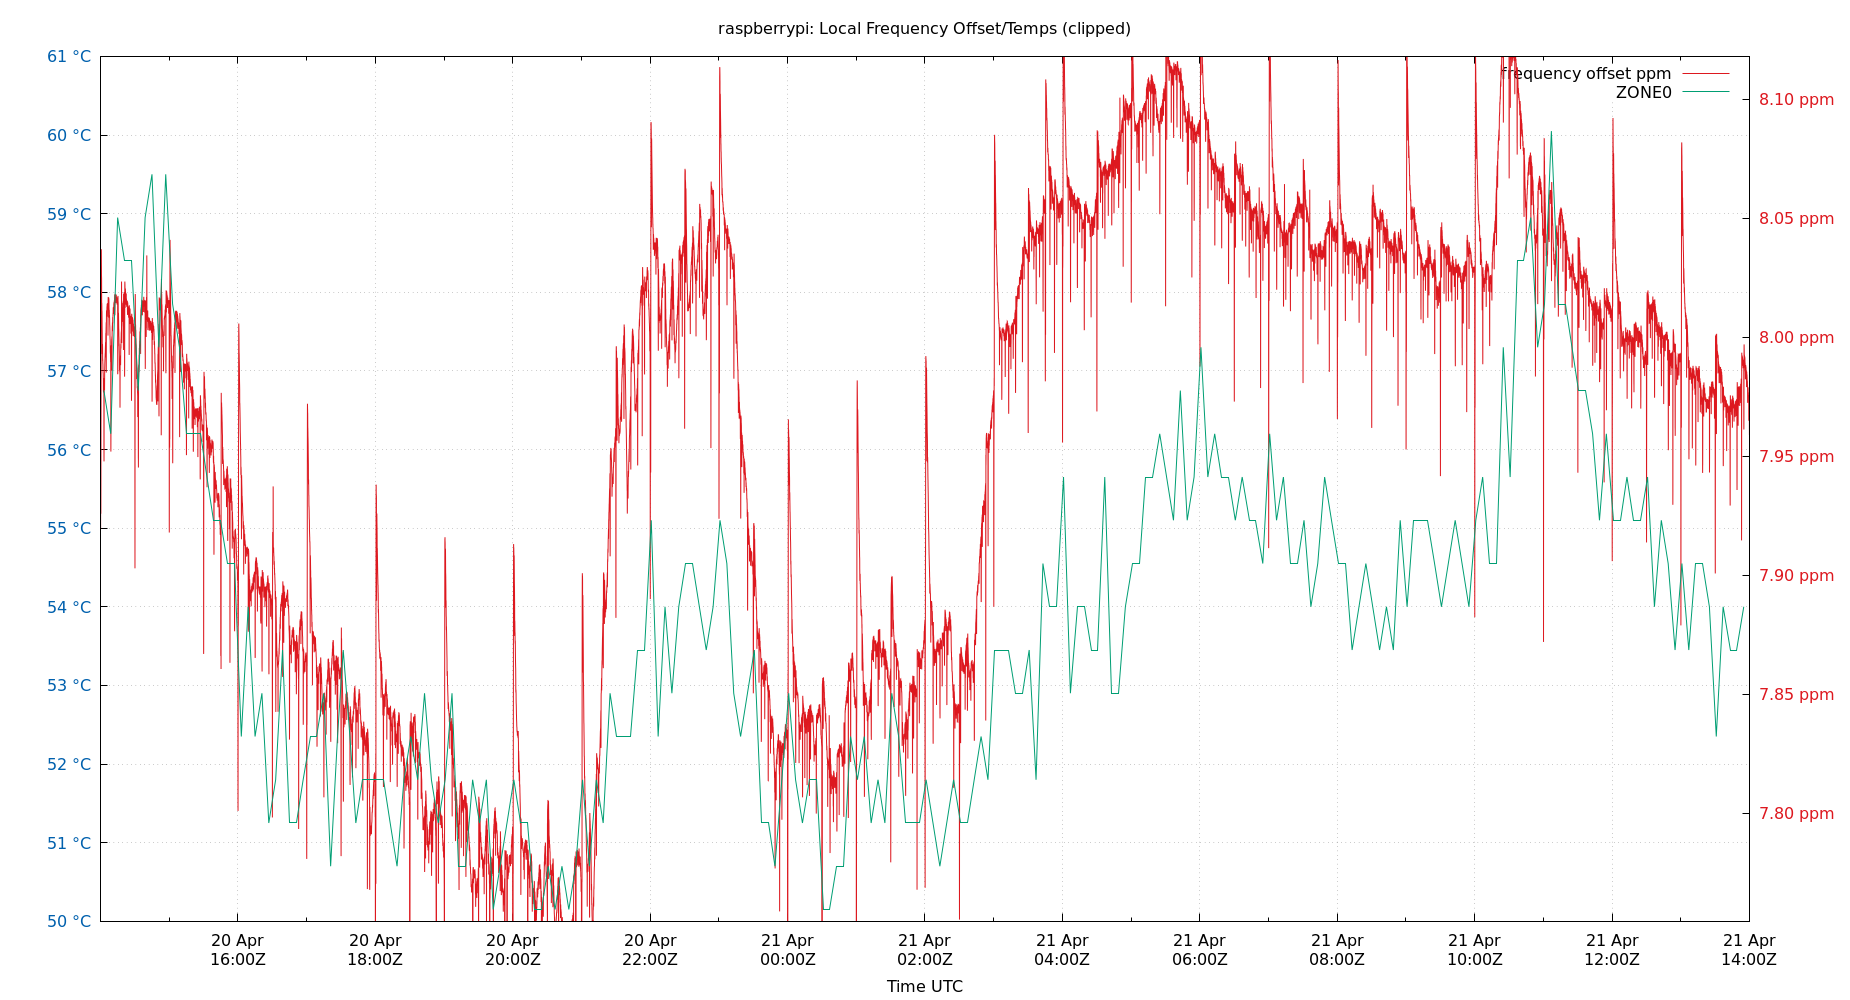 raspberrypi: Local Frequency Offset/Temps (clipped)
61 °C
60 °C
59 °C
58 °C
57 °C
56 °C
55 °C
54 °C
53 °C
52 °C
51 °C
50 °C
frequency offset ppm
ZONE0
8.10 ppm
8.05 ppm
8.00 ppm
7.95 ppm
7.90 ppm
7.85 ppm
7.80 ppm
20 Apr 20 Apr 20 Apr 20 Apr 21 Apr 21 Apr 21 Apr 21 Apr 21 Apr 21 Apr 21 Apr 21 Apr
16:00Z 18:00Z 20:00Z 22:00Z 00:00Z 02:00Z 04:00Z 06:00Z 08:00Z 10:00Z 12:00Z 14:00Z
Time UTC